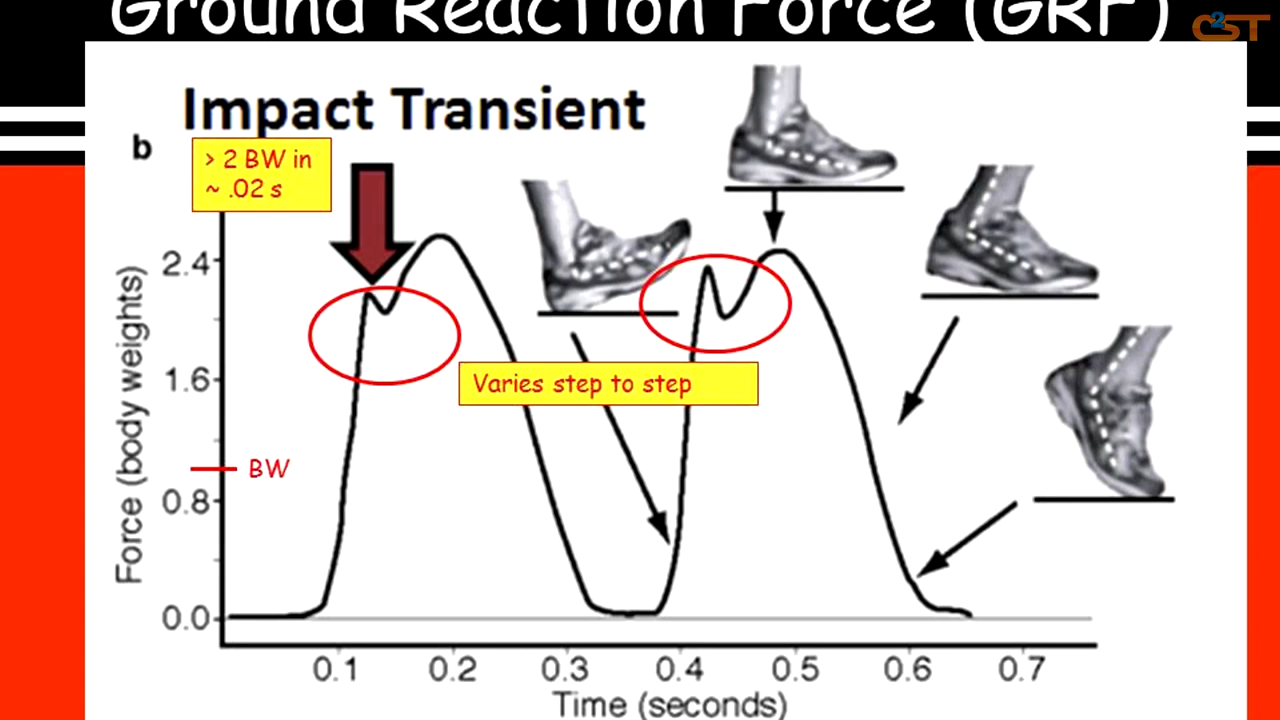 Ground Reaction Force (GRF)
C2ST
Impact Transient
b
> 2 BW in
~ .02 s
2.4
1.6
0.8
0.0
BW
Varies step to step
Force (body weights)
0.1 0.2 0.3 0.4 0.5 0.6 0.7
Time (seconds)